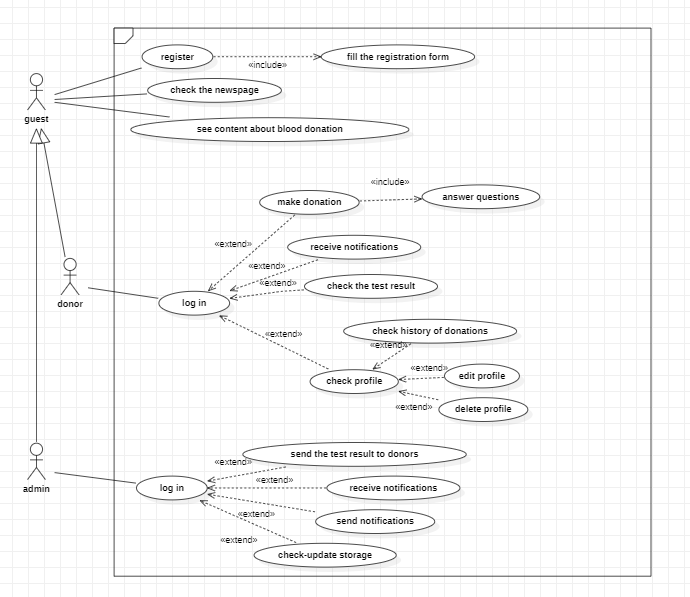 register
«include»
fill the registration form
check the newspage
guest
see content about blood donation
make donation
«include»
answer questions
«extend»
receive notifications
«extend»
check the test result
«extend»
donor
log in
check history of donations
«extend»
«extend»
check profile
«extend»
edit profile
«extend»
delete profile
send the test result to donors
«extend»
admin
log in
«extend»
receive notifications
«extend»
send notifications
«extend»
check-update storage